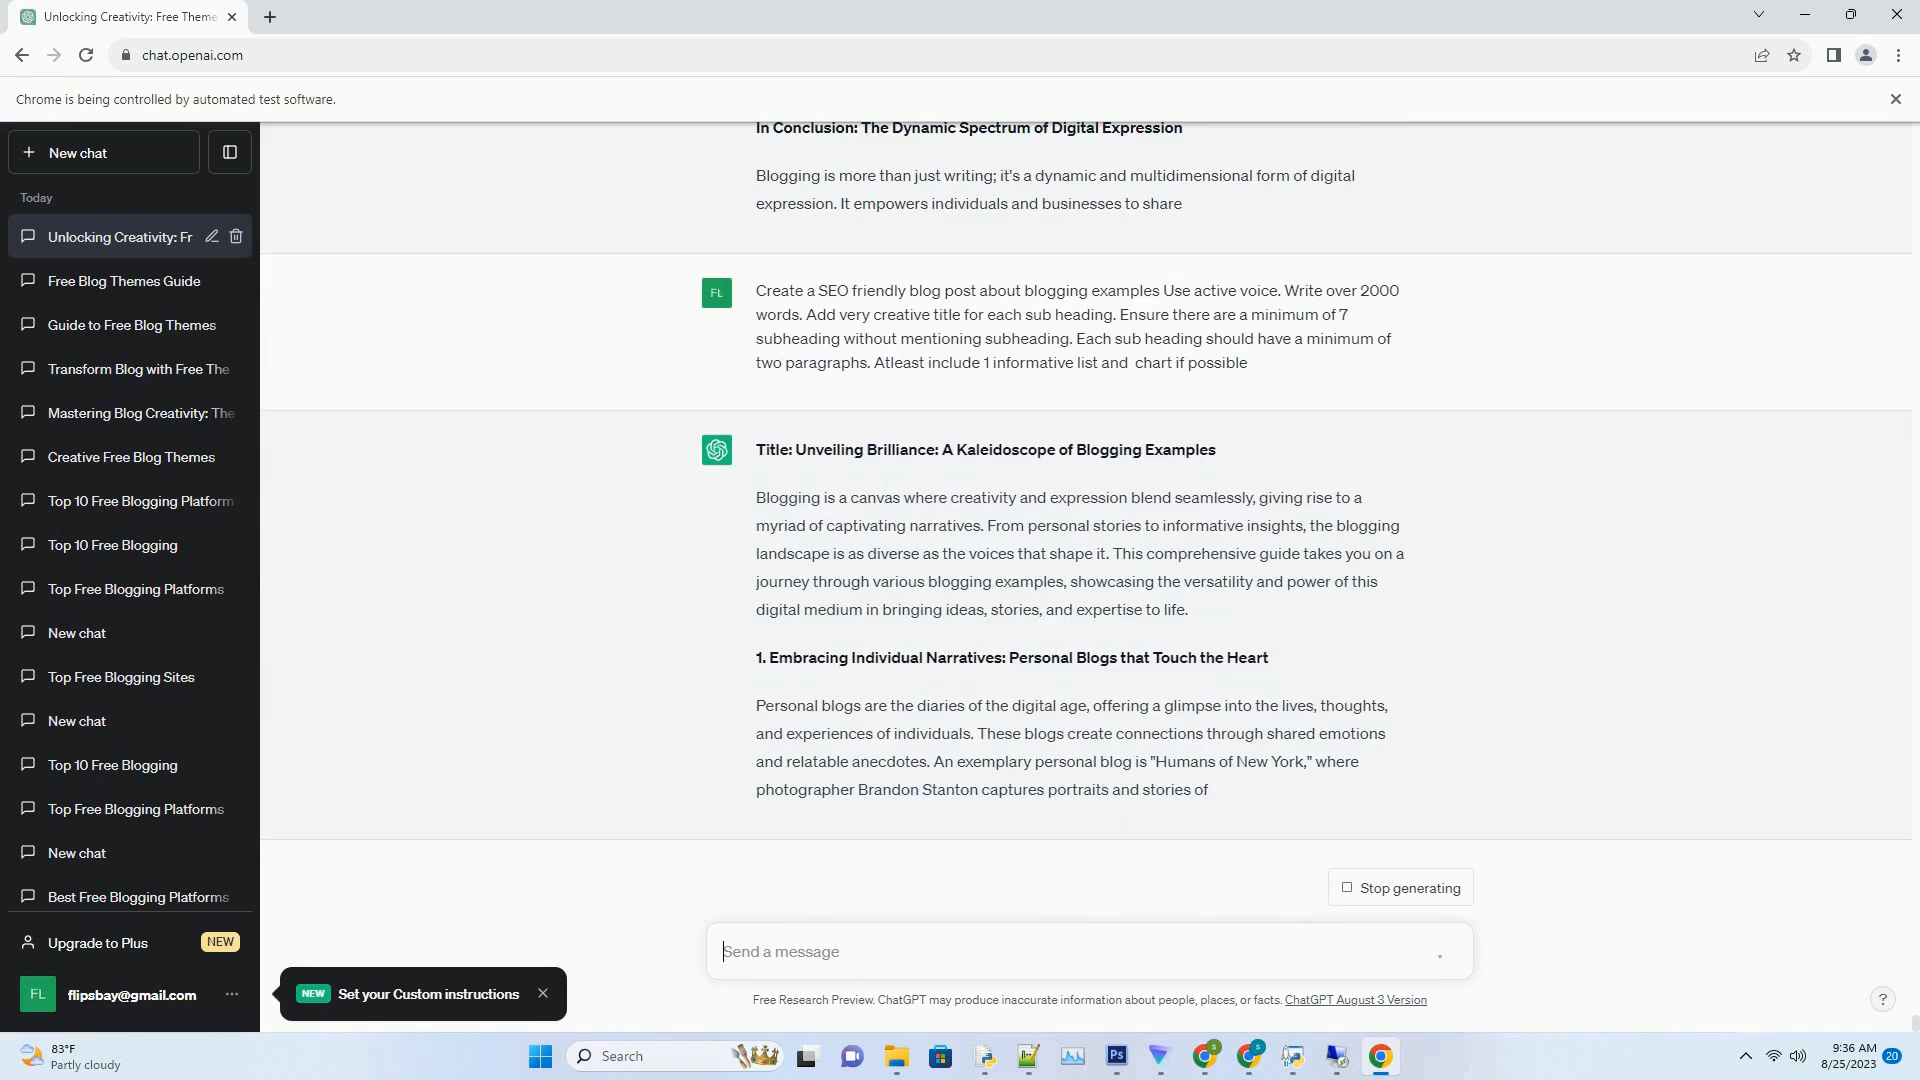 Unlocking Creativity: Free Theme
chat.openai.com
Chrome is being controlled by automated test software.
New chat
Today
Unlocking Creativity: Fr
Free Blog Themes Guide
Guide to Free Blog Themes
Transform Blog with Free The
Mastering Blog Creativity: The
Creative Free Blog Themes
Top 10 Free Blogging Platform
Top 10 Free Blogging
Top Free Blogging Platforms
New chat
Top Free Blogging Sites
New chat
Top 10 Free Blogging
Top Free Blogging Platforms
New chat
Best Free Blogging Platforms
Upgrade to Plus
NEW
FL
flipsbay@gmail.com
NEW
Set your Custom instructions
In Conclusion: The Dynamic Spectrum of Digital Expression
Blogging is more than just writing; it's a dynamic and multidimensional form of digital
expression. It empowers individuals and businesses to share
FL
Create a SEO friendly blog post about blogging examples Use active voice. Write over 2000
words. Add very creative title for each sub heading. Ensure there are a minimum of 7
subheading without mentioning subheading. Each sub heading should have a minimum of
two paragraphs. Atleast include 1 informative list and  chart if possible
Title: Unveiling Brilliance: A Kaleidoscope of Blogging Examples
Blogging is a canvas where creativity and expression blend seamlessly, giving rise to a
myriad of captivating narratives. From personal stories to informative insights, the blogging
landscape is as diverse as the voices that shape it. This comprehensive guide takes you on a
journey through various blogging examples, showcasing the versatility and power of this
digital medium in bringing ideas, stories, and expertise to life.
1. Embracing Individual Narratives: Personal Blogs that Touch the Heart
Personal blogs are the diaries of the digital age, offering a glimpse into the lives, thoughts,
and experiences of individuals. These blogs create connections through shared emotions
and relatable anecdotes. An exemplary personal blog is "Humans of New York," where
photographer Brandon Stanton captures portraits and stories of
Stop generating
Send a message
Free Research Preview. ChatGPT may produce inaccurate information about people, places, or facts. ChatGPT August 3 Version
?
83°F
Partly cloudy
Search
Ps
S
S
9:36 AM
8/25/2023
20